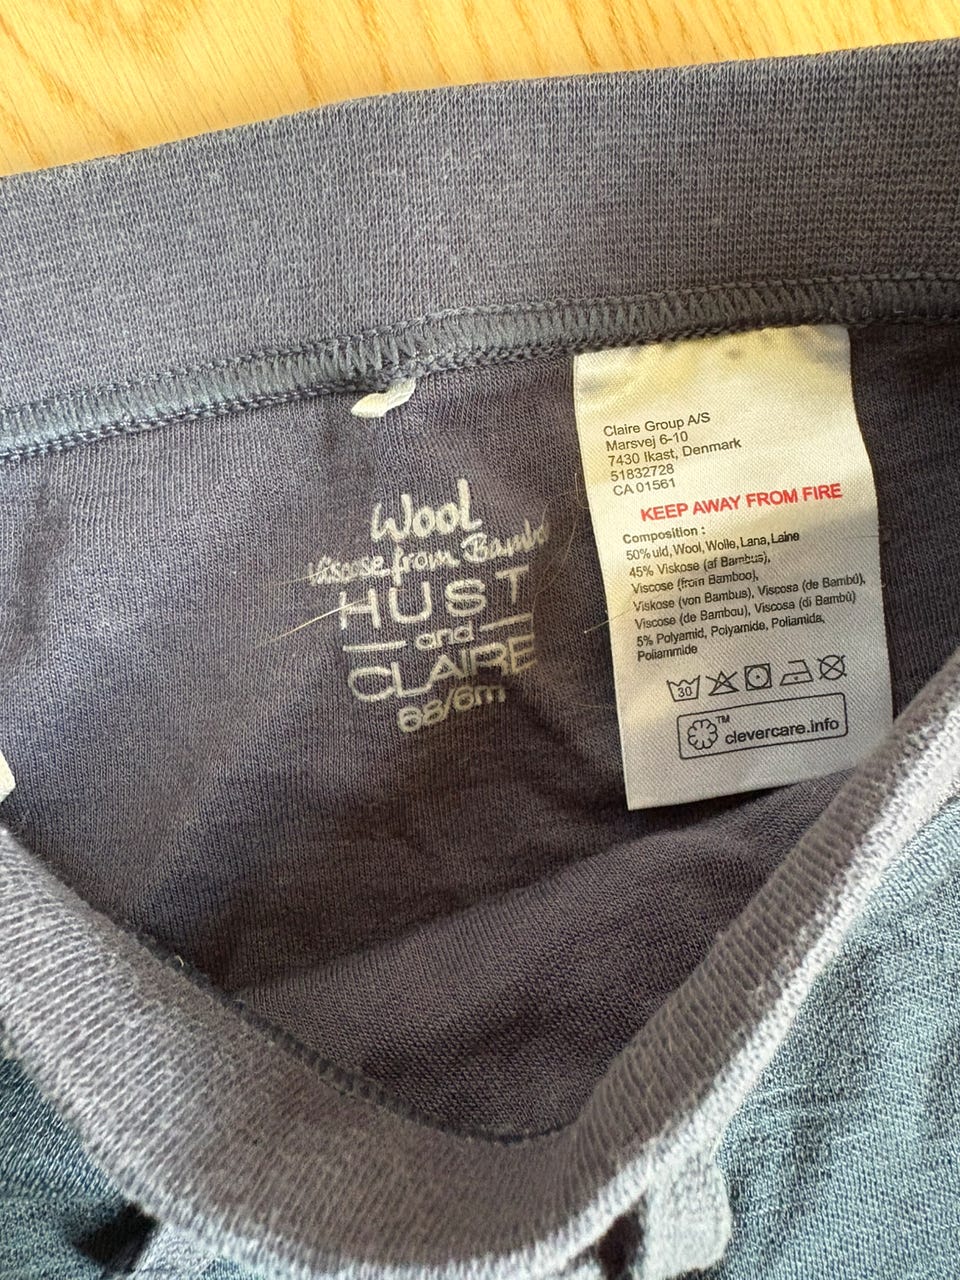 Wool
Viscose from Bamboo
HUST
and
CLAIRE
68/6m
Claire Group A/S
Marsvej 6-10
7430 Ikast, Denmark
51832728
CA 01561
KEEP AWAY FROM FIRE
Composition :
50% uld, Wool, Wolle, Lana, Laine
45% Viskose (af Bambus),
Viscose (from Bamboo),
Viskose (von Bambus), Viscosa (de Bambú),
Viscose (de Bambou), Viscosa (di Bambù)
5% Polyamid, Polyamide, Poliamida,
Poliammide
30
TM
clevercare.info